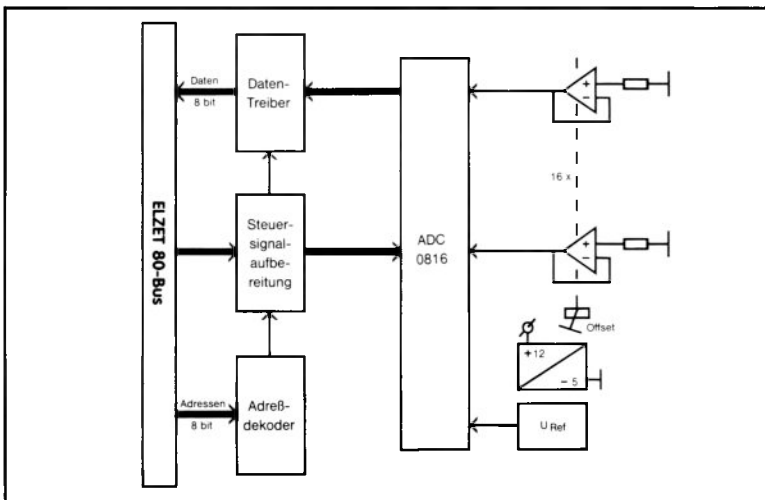 ELZET 80-Bus
Daten
8 bit
Daten-
Treiber
Steuer-
signal-
aufbe-
reitung
Adressen
8 bit
Adreß-
dekoder
ADC
0816
+
−
16 x
+
−
Offset
+12
− 5
U Ref